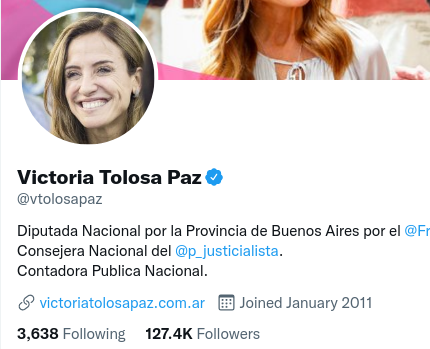 Victoria Tolosa Paz
@vtolosapaz
Diputada Nacional por la Provincia de Buenos Aires por el @Fr
Consejera Nacional del @p_justicialista.
Contadora Publica Nacional.
victoriatolosapaz.com.ar Joined January 2011
3,638 Following 127.4K Followers